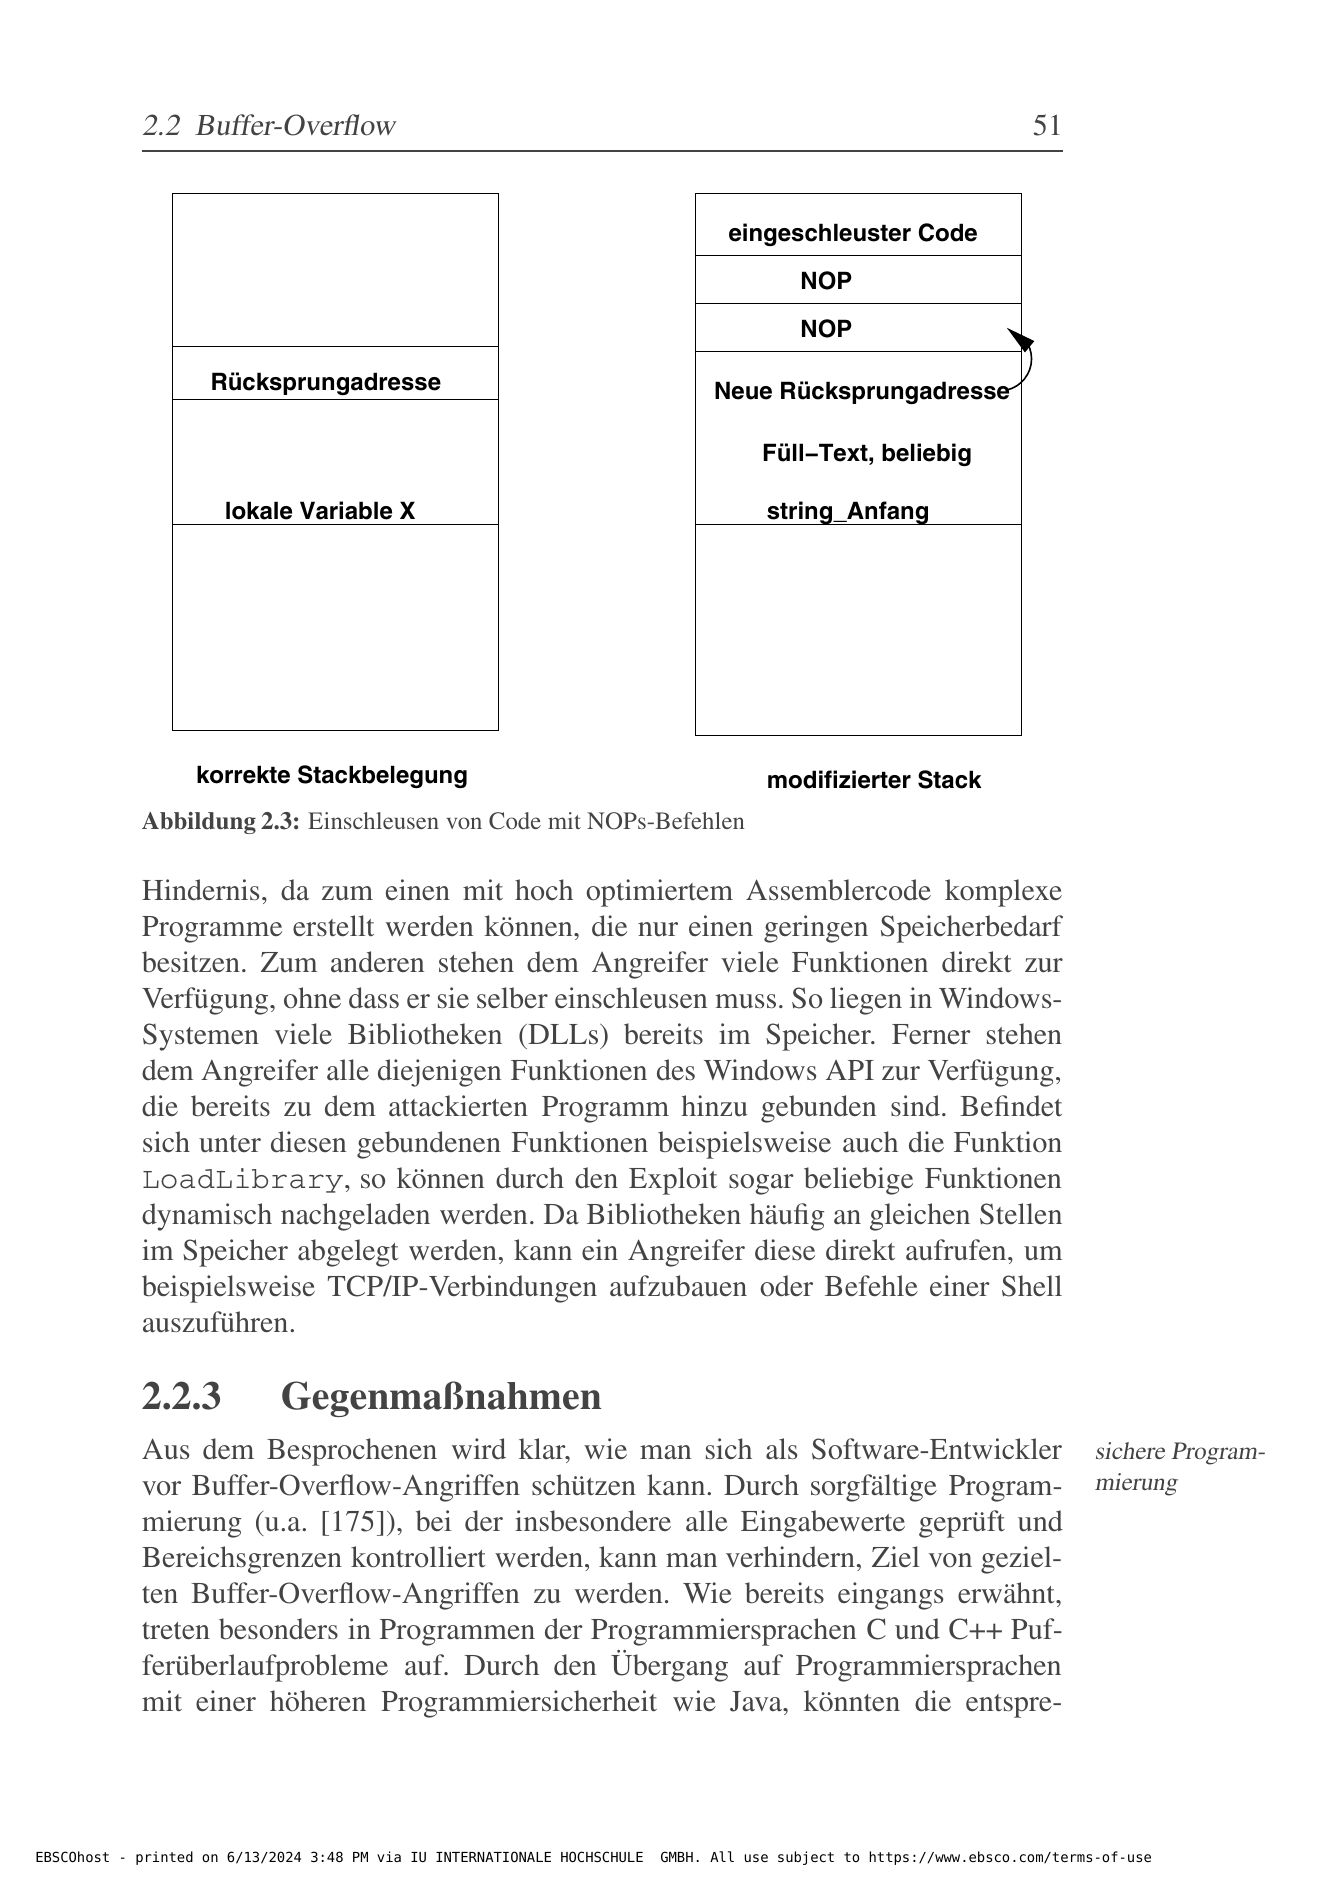 2.2 Buffer-Overflow 51
eingeschleuster Code
NOP
NOP
Rücksprungadresse
Neue Rücksprungadresse
Füll–Text, beliebig
lokale Variable X
string_Anfang
korrekte Stackbelegung
modifizierter Stack
Abbildung 2.3: Einschleusen von Code mit NOPs-Befehlen
Hindernis, da zum einen mit hoch optimiertem Assemblercode komplexe
Programme erstellt werden können, die nur einen geringen Speicherbedarf
besitzen. Zum anderen stehen dem Angreifer viele Funktionen direkt zur
Verfügung, ohne dass er sie selber einschleusen muss. So liegen in Windows-
Systemen viele Bibliotheken (DLLs) bereits im Speicher. Ferner stehen
dem Angreifer alle diejenigen Funktionen des Windows API zur Verfügung,
die bereits zu dem attackierten Programm hinzu gebunden sind. Befindet
sich unter diesen gebundenen Funktionen beispielsweise auch die Funktion
LoadLibrary, so können durch den Exploit sogar beliebige Funktionen
dynamisch nachgeladen werden. Da Bibliotheken häufig an gleichen Stellen
im Speicher abgelegt werden, kann ein Angreifer diese direkt aufrufen, um
beispielsweise TCP/IP-Verbindungen aufzubauen oder Befehle einer Shell
auszuführen.
2.2.3 Gegenmaßnahmen
Aus dem Besprochenen wird klar, wie man sich als Software-Entwickler
vor Buffer-Overflow-Angriffen schützen kann. Durch sorgfältige Program-
mierung (u.a. [175]), bei der insbesondere alle Eingabewerte geprüft und
Bereichsgrenzen kontrolliert werden, kann man verhindern, Ziel von geziel-
ten Buffer-Overflow-Angriffen zu werden. Wie bereits eingangs erwähnt,
treten besonders in Programmen der Programmiersprachen C und C++ Puf-
ferüberlaufprobleme auf. Durch den Übergang auf Programmiersprachen
mit einer höheren Programmiersicherheit wie Java, könnten die entspre-
sichere Program-
mierung
EBSCOhost - printed on 6/13/2024 3:48 PM via IU INTERNATIONALE HOCHSCHULE GMBH. All use subject to https://www.ebsco.com/terms-of-use